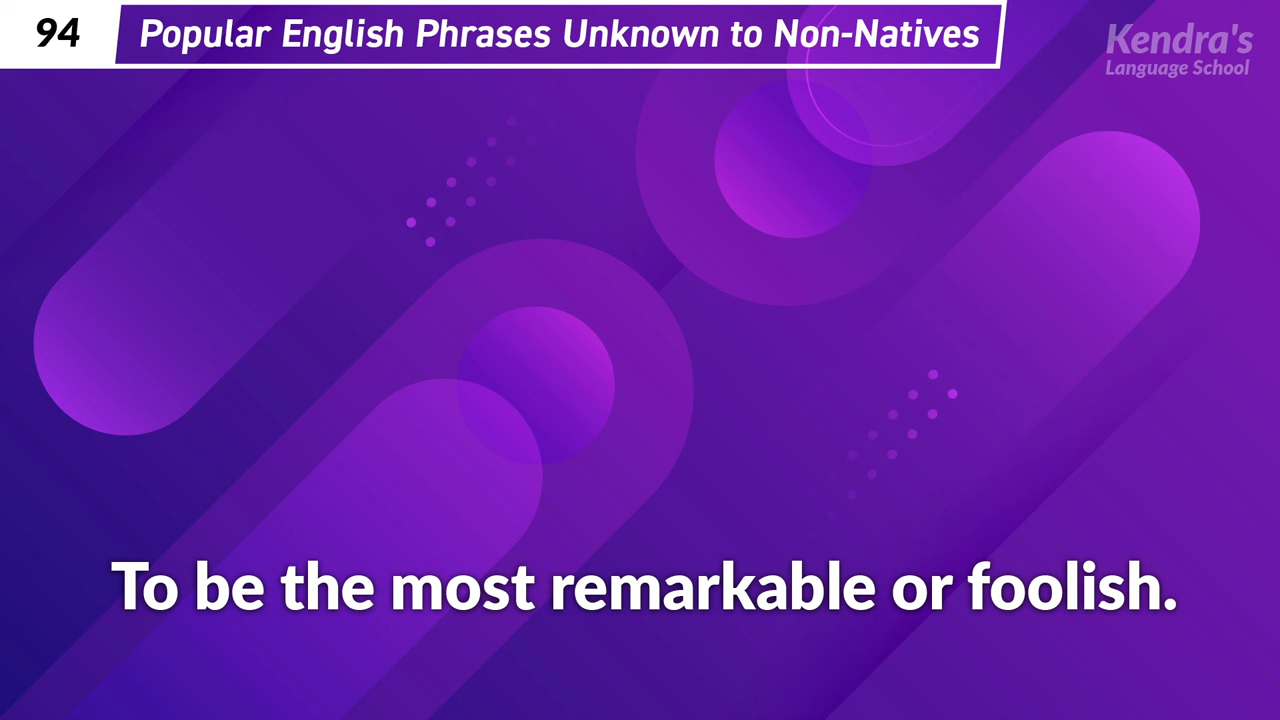 94
Popular English Phrases Unknown to Non-Natives
Kendra's
Language School
To be the most remarkable or foolish.